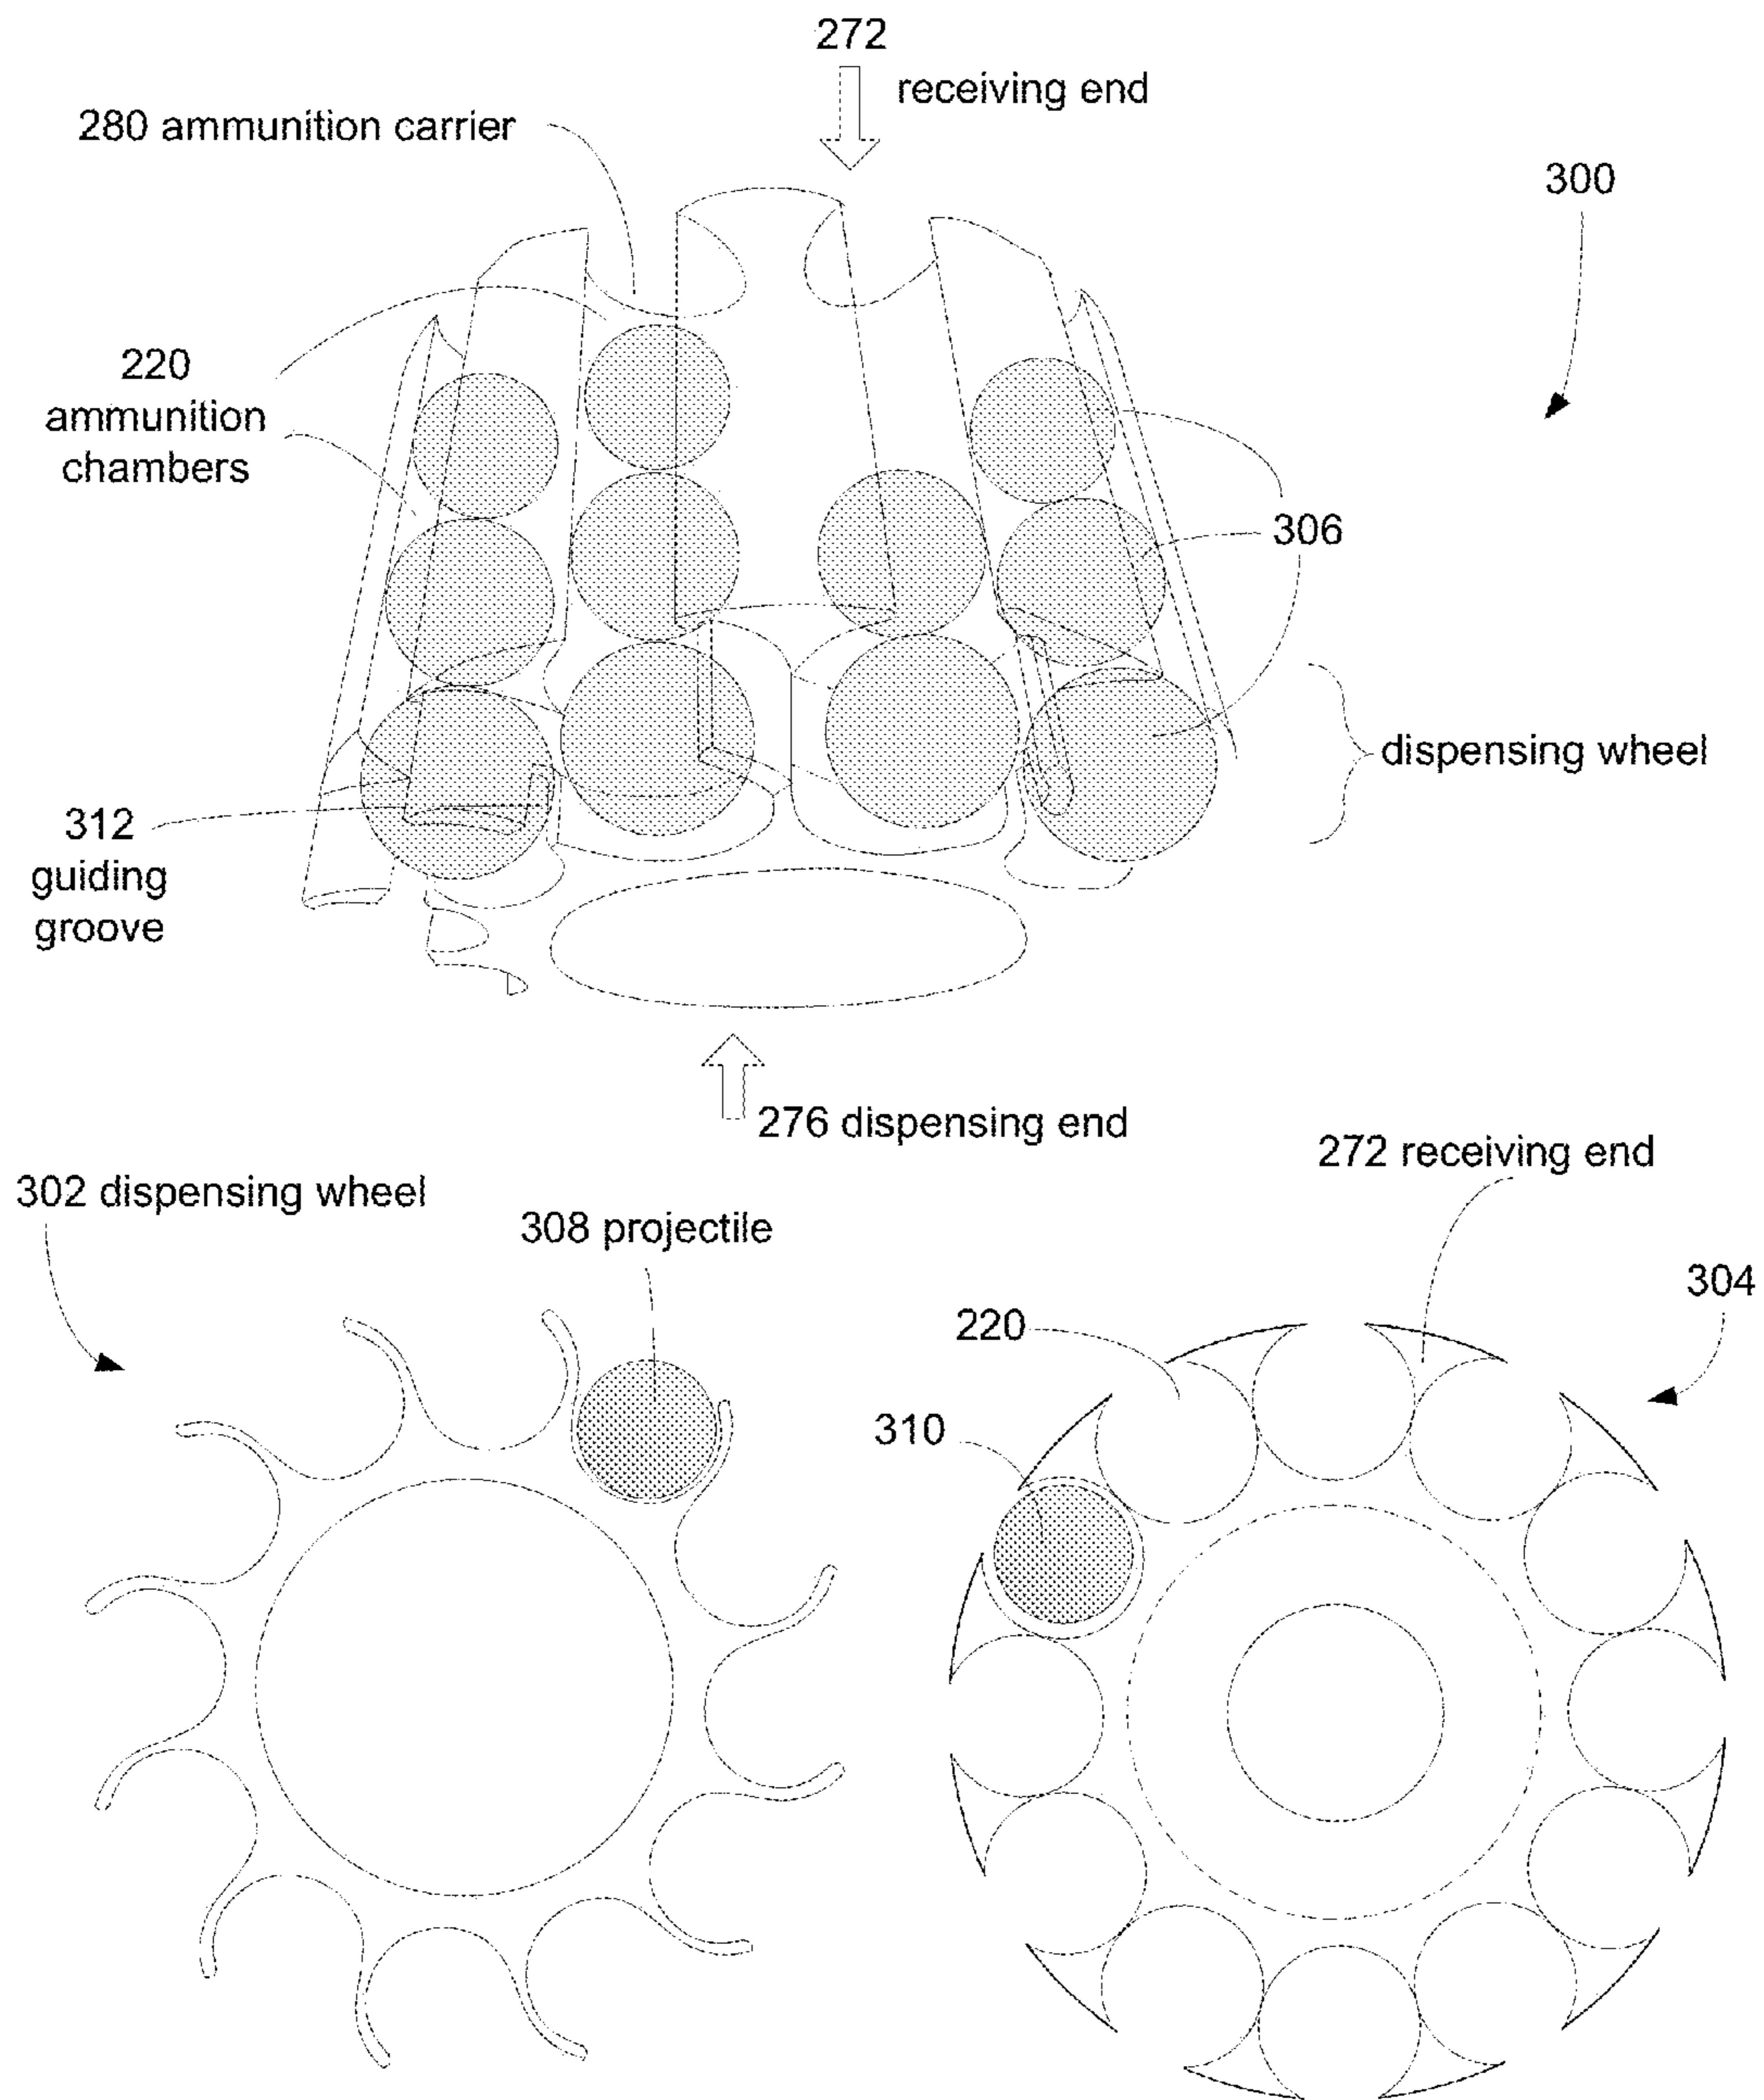 272
receiving end
280 ammunition carrier
300
220
ammunition
chambers
306
dispensing wheel
312
guiding
groove
276 dispensing end
272 receiving end
302 dispensing wheel
308 projectile
304
220
310